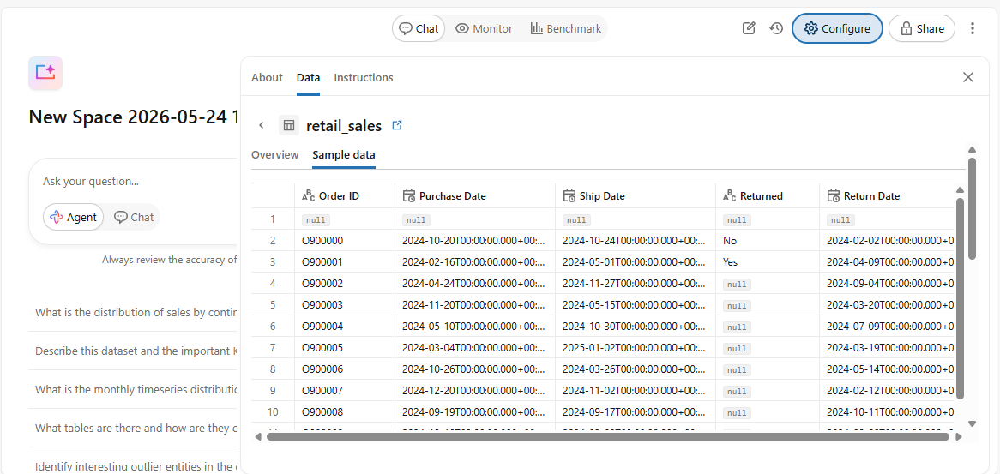 Chat Monitor Benchmark Configure Share
About Data Instructions
New Space 2026-05-24 1
retail_sales
Overview Sample data
Ask your question...
Agent Chat
Always review the accuracy of
What is the distribution of sales by contin
Describe this dataset and the important K
What is the monthly timeseries distributio
What tables are there and how are they c
Identify interesting outlier entities in the
Order ID Purchase Date Ship Date Returned Return Date
1 null null null null null
2 O900000 2024-10-20T00:00:00.000+00:... 2024-10-24T00:00:00.000+00:... No 2024-02-02T00:00:00.000+0
3 O900001 2024-02-16T00:00:00.000+00:... 2024-05-01T00:00:00.000+00:... Yes 2024-04-09T00:00:00.000+0
4 O900002 2024-04-24T00:00:00.000+00:... 2024-11-27T00:00:00.000+00:... null 2024-09-04T00:00:00.000+0
5 O900003 2024-11-20T00:00:00.000+00:... 2024-05-15T00:00:00.000+00:... null 2024-03-20T00:00:00.000+0
6 O900004 2024-05-10T00:00:00.000+00:... 2024-10-30T00:00:00.000+00:... null 2024-07-09T00:00:00.000+0
7 O900005 2024-03-04T00:00:00.000+00:... 2025-01-02T00:00:00.000+00:... null 2024-03-19T00:00:00.000+0
8 O900006 2024-10-26T00:00:00.000+00:... 2024-03-26T00:00:00.000+00:... null 2024-05-14T00:00:00.000+0
9 O900007 2024-12-20T00:00:00.000+00:... 2024-11-02T00:00:00.000+00:... null 2024-02-12T00:00:00.000+0
10 O900008 2024-09-19T00:00:00.000+00:... 2024-09-17T00:00:00.000+00:... null 2024-10-11T00:00:00.000+0